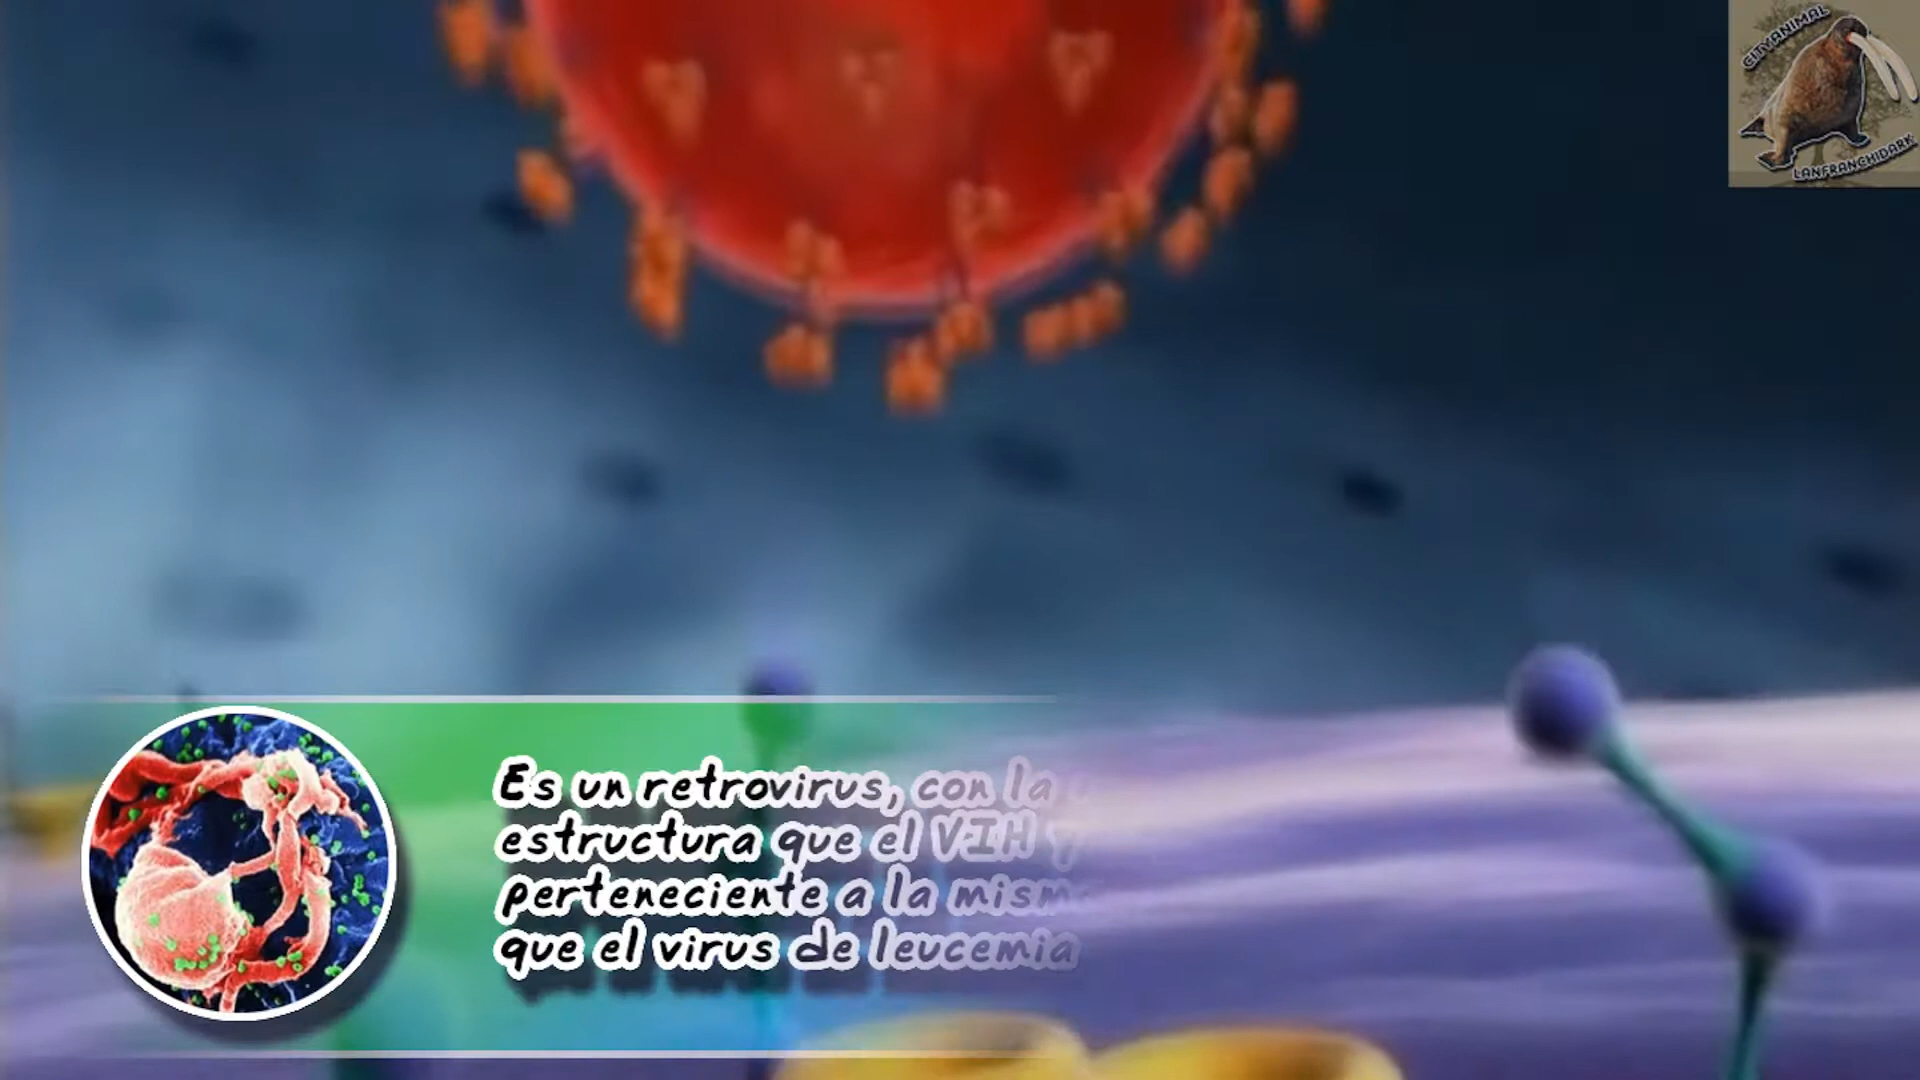 CITYANIMAL
LANFRANCHIDARK
Es un retrovirus, con la
estructura que el VIH y
perteneciente a la
que el virus de leucemia